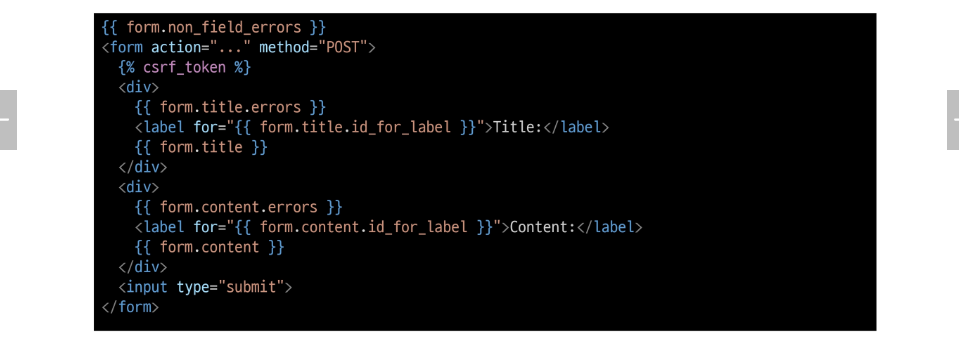 {{ form.non_field_errors }}
<form action="..." method="POST">
  {% csrf_token %}
  <div>
    {{ form.title.errors }}
    <label for="{{ form.title.id_for_label }}">Title:</label>
    {{ form.title }}
  </div>
  <div>
    {{ form.content.errors }}
    <label for="{{ form.content.id_for_label }}">Content:</label>
    {{ form.content }}
  </div>
  <input type="submit">
</form>